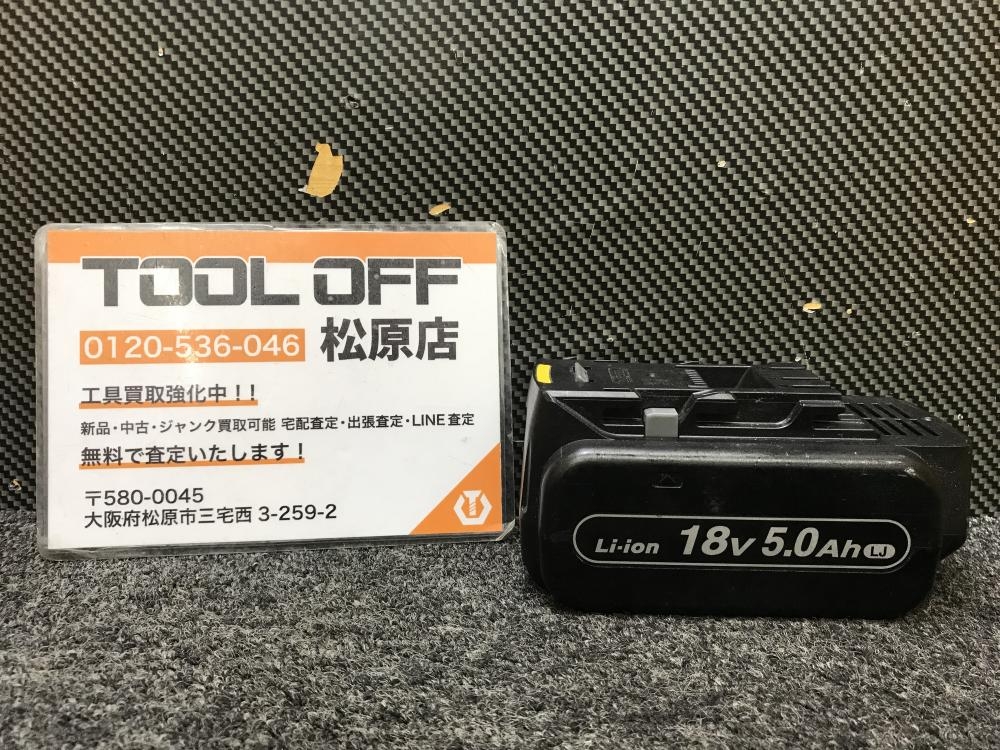 TOOL OFF
0120-536-046 松原店
工具買取強化中！！
新品・中古・ジャンク買取可能 宅配査定・出張査定・LINE査定
無料で査定いたします！
〒580-0045
大阪府松原市三宅西 3-259-2
Li-ion 18V 5.0Ah LJ